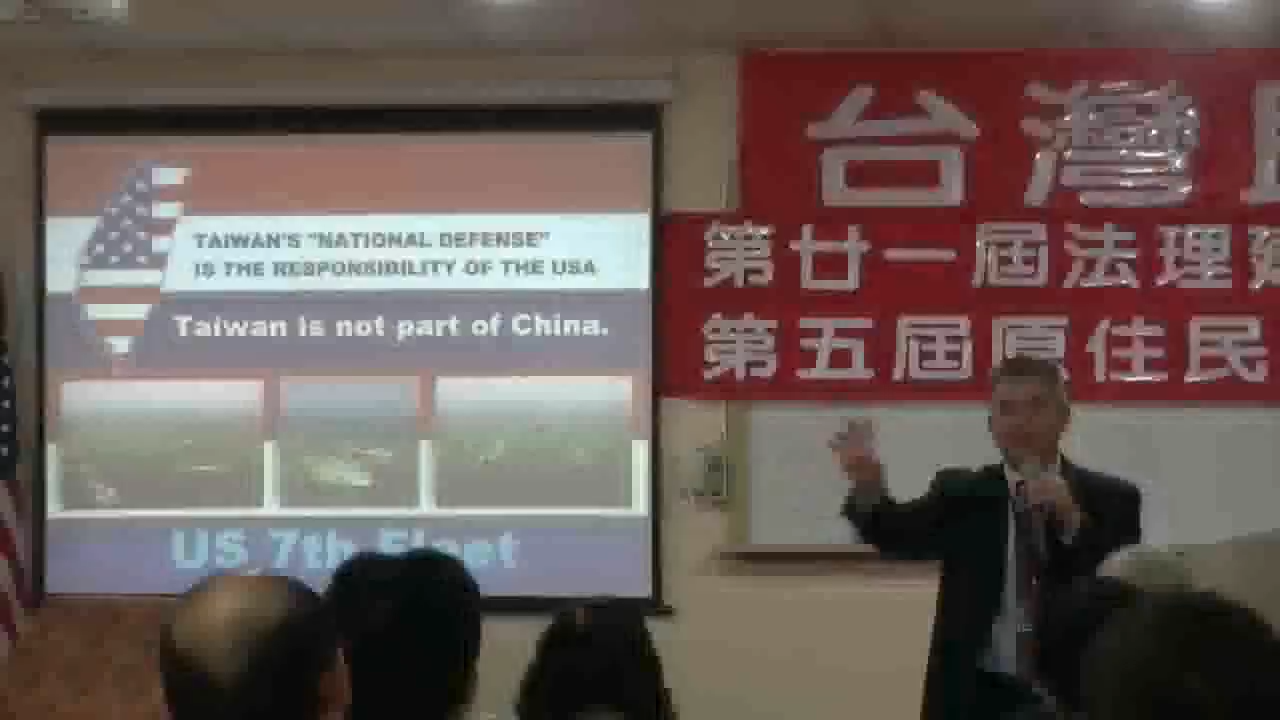 TAIWAN'S "NATIONAL DEFENSE"
IS THE RESPONSIBILITY OF THE USA
Taiwan is not part of China.
US 7th Fleet
台灣
第廿一屆法理
第五屆原住民